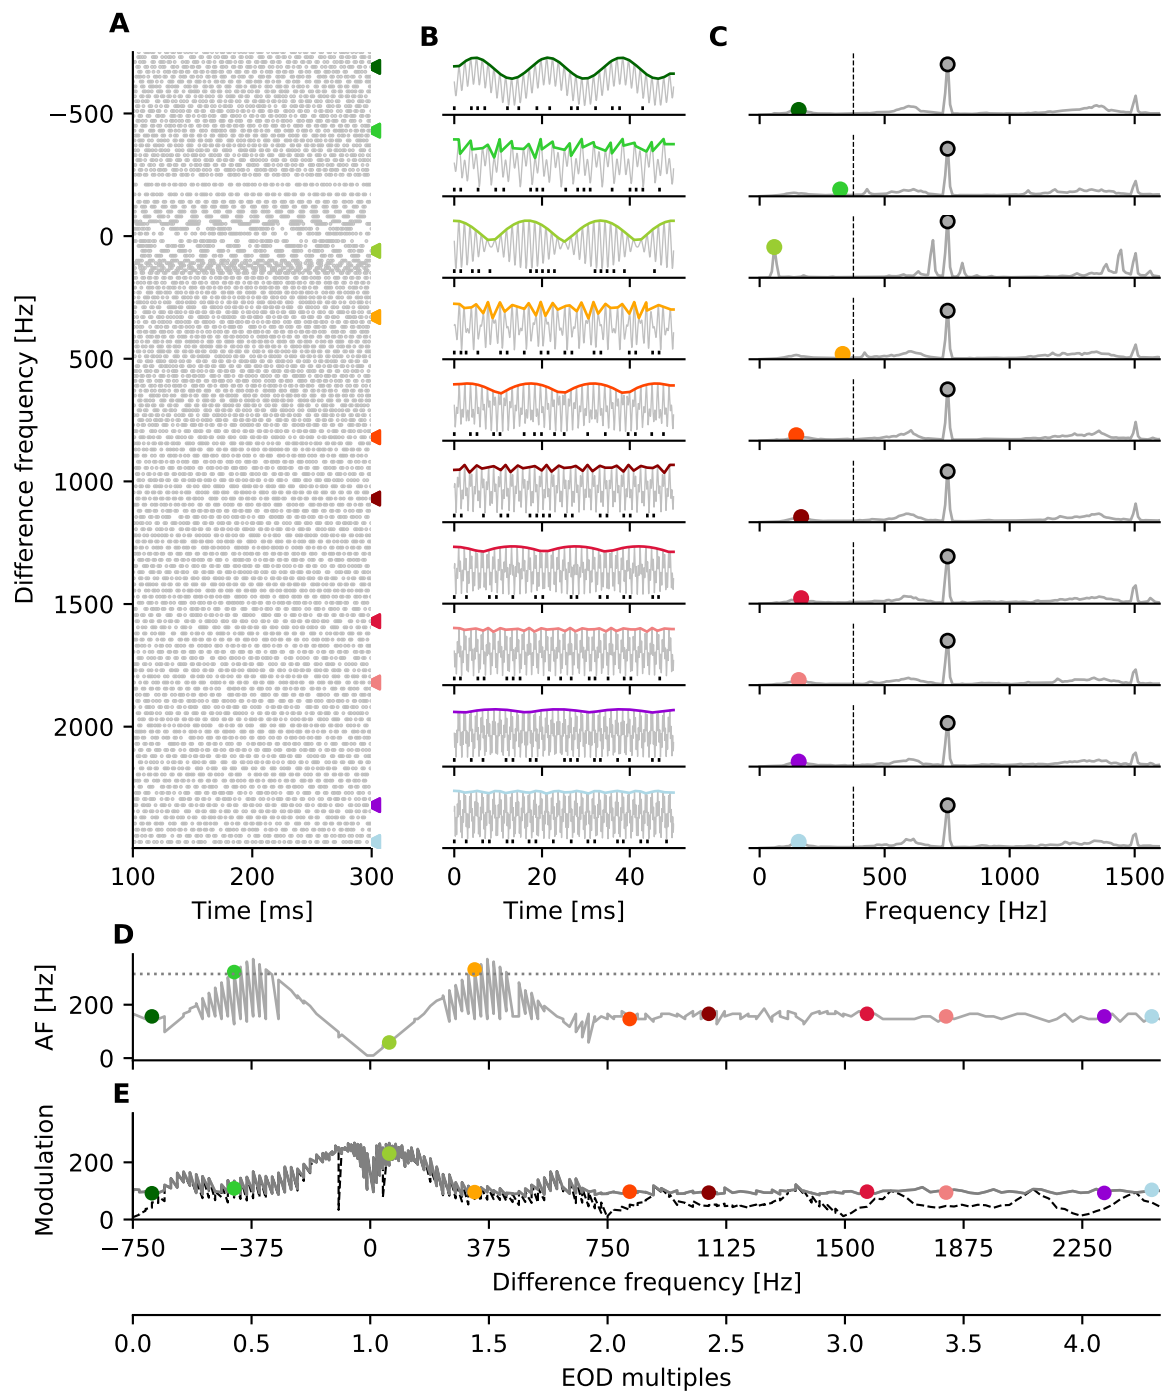 A
B
C
Difference frequency [Hz]
−500
0
500
1000
1500
2000
100
200
300
Time [ms]
0
20
40
Time [ms]
0
500
1000
1500
Frequency [Hz]
D
AF [Hz]
200
0
E
Modulation
200
0
−750
−375
0
375
750
1125
1500
1875
2250
Difference frequency [Hz]
0.0
0.5
1.0
1.5
2.0
2.5
3.0
3.5
4.0
EOD multiples